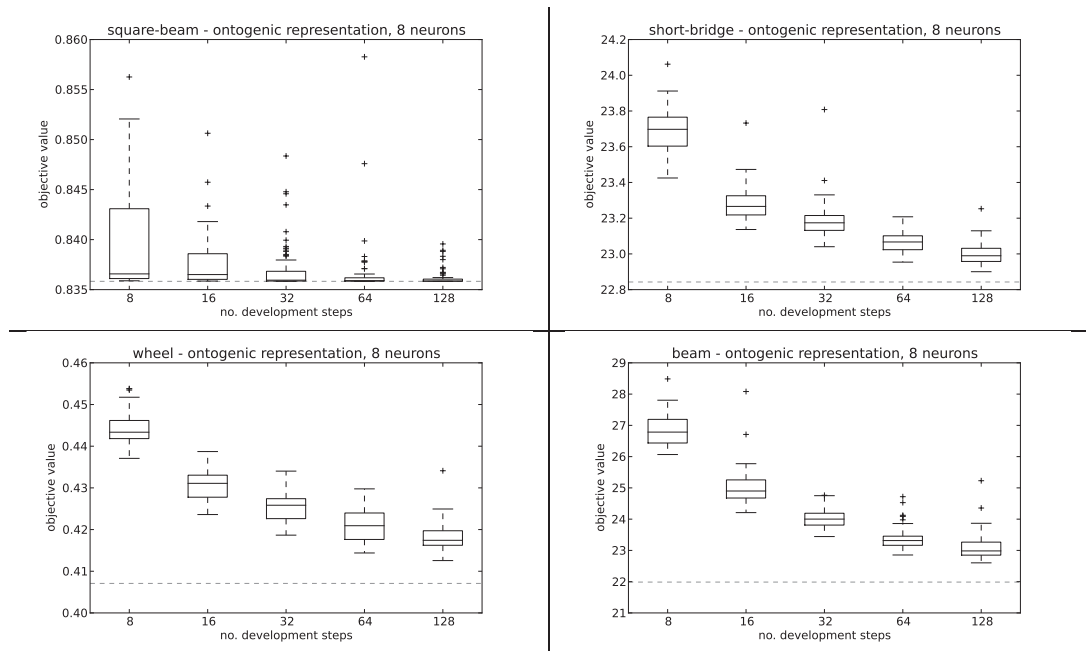 square-beam - ontogenic representation, 8 neurons
0.860
0.855
0.850
0.845
0.840
0.835
objective value
8 16 32 64 128
no. development steps
short-bridge - ontogenic representation, 8 neurons
24.2
24.0
23.8
23.6
23.4
23.2
23.0
22.8
objective value
8 16 32 64 128
no. development steps
wheel - ontogenic representation, 8 neurons
0.46
0.45
0.44
0.43
0.42
0.41
0.40
objective value
8 16 32 64 128
no. development steps
beam - ontogenic representation, 8 neurons
29
28
27
26
25
24
23
22
21
objective value
8 16 32 64 128
no. development steps